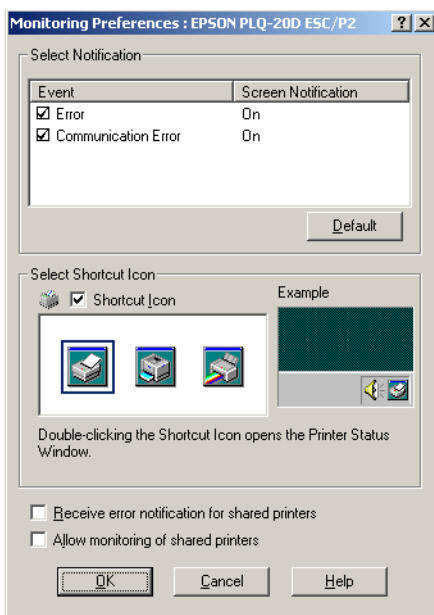 Monitoring Preferences : EPSON PLQ-20D ESC/P2
Select Notification
Event Screen Notification
Error On
Communication Error On
Default
Select Shortcut Icon
Shortcut Icon
Example
Double-clicking the Shortcut Icon opens the Printer Status
Window.
Receive error notification for shared printers
Allow monitoring of shared printers
OK Cancel Help